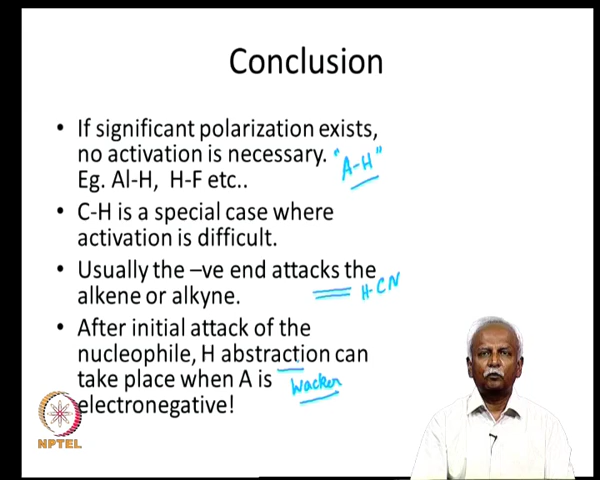 Conclusion
• If significant polarization exists,
no activation is necessary. "A-H"
Eg. Al-H, H-F etc..
• C-H is a special case where
activation is difficult.
• Usually the –ve end attacks the
alkene or alkyne. H-CN
• After initial attack of the
nucleophile, H abstraction can
take place when A is Wacker
electronegative!
NPTEL